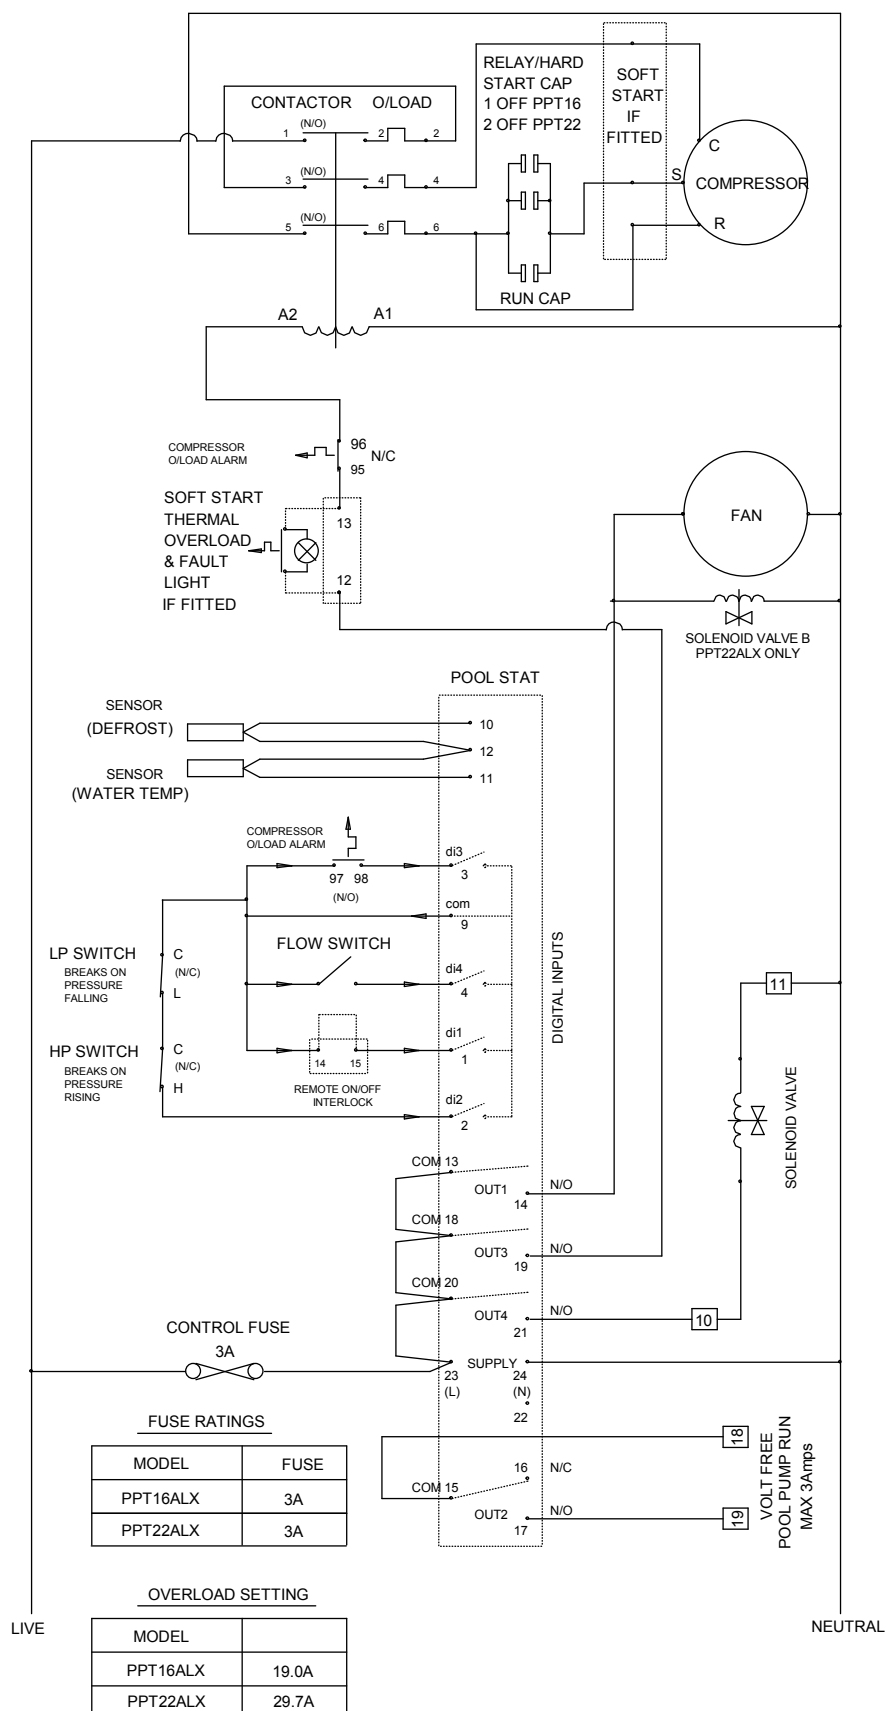 RELAY/HARD
START CAP
1 OFF PPT16
2 OFF PPT22
SOFT
START
IF
FITTED
CONTACTOR
O/LOAD
(N/O)
1
2
2
C
(N/O)
3
4
4
S
COMPRESSOR
(N/O)
5
6
6
R
RUN CAP
A2
A1
COMPRESSOR
O/LOAD ALARM
96
N/C
95
SOFT START
THERMAL
OVERLOAD
& FAULT
LIGHT
IF FITTED
13
12
FAN
SOLENOID VALVE B
PPT22ALX ONLY
POOL STAT
SENSOR
(DEFROST)
10
12
SENSOR
(WATER TEMP)
11
COMPRESSOR
O/LOAD ALARM
97
98
(N/O)
di3
3
com
9
LP SWITCH
BREAKS ON
PRESSURE
FALLING
C
(N/C)
L
FLOW SWITCH
di4
4
DIGITAL INPUTS
11
HP SWITCH
BREAKS ON
PRESSURE
RISING
C
(N/C)
H
14
15
REMOTE ON/OFF
INTERLOCK
di1
1
di2
2
SOLENOID VALVE
COM 13
OUT1
14
N/O
COM 18
OUT3
19
N/O
COM 20
OUT4
21
N/O
10
CONTROL FUSE
3A
SUPPLY
23
(L)
24
(N)
22
18
16
N/C
COM 15
OUT2
17
N/O
19
VOLT FREE
POOL PUMP RUN
MAX 3Amps
FUSE RATINGS
MODEL FUSE
PPT16ALX 3A
PPT22ALX 3A
OVERLOAD SETTING
LIVE
NEUTRAL
MODEL
PPT16ALX 19.0A
PPT22ALX 29.7A